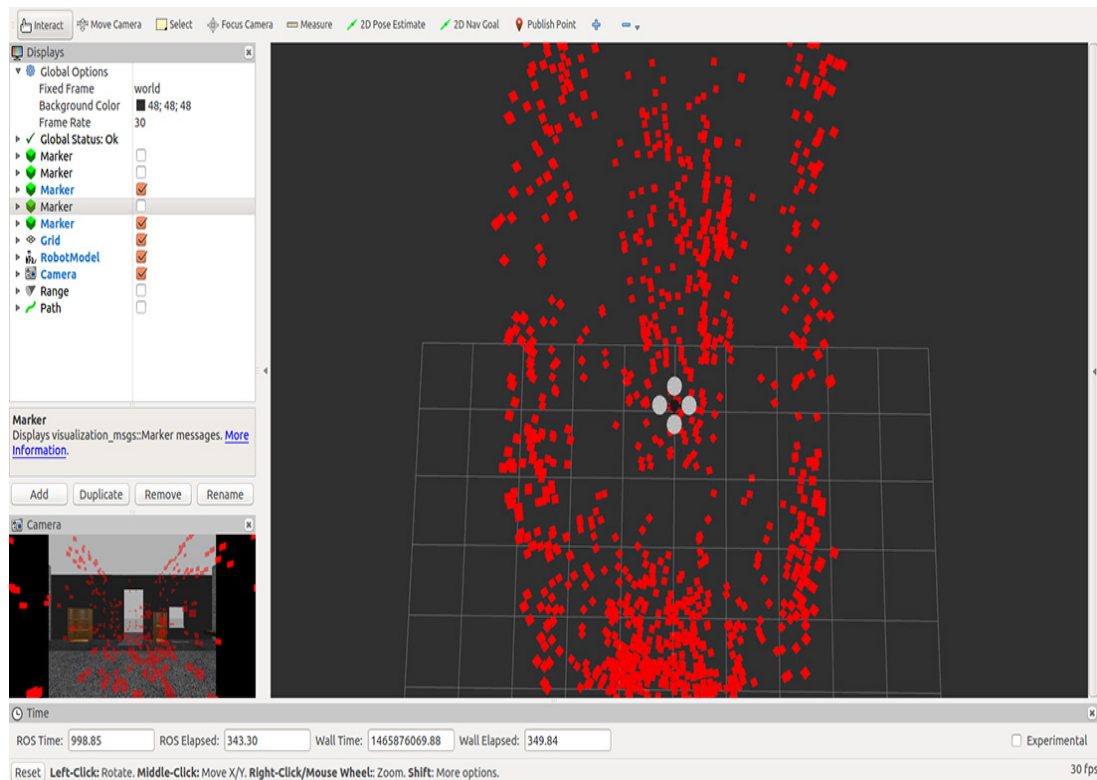 Interact Move Camera Select Focus Camera Measure 2D Pose Estimate 2D Nav Goal Publish Point
Displays
Global Options
Fixed Frame world
Background Color 48; 48; 48
Frame Rate 30
Global Status: Ok
Marker
Marker
Marker
Marker
Marker
Grid
RobotModel
Camera
Range
Path
Marker
Displays visualization_msgs::Marker messages. More
Information.
Add Duplicate Remove Rename
Camera
Time
ROS Time: 998.85 ROS Elapsed: 343.30 Wall Time: 1465876069.88 Wall Elapsed: 349.84 Experimental
Reset Left-Click: Rotate. Middle-Click: Move X/Y. Right-Click/Mouse Wheel:: Zoom. Shift: More options. 30 fps